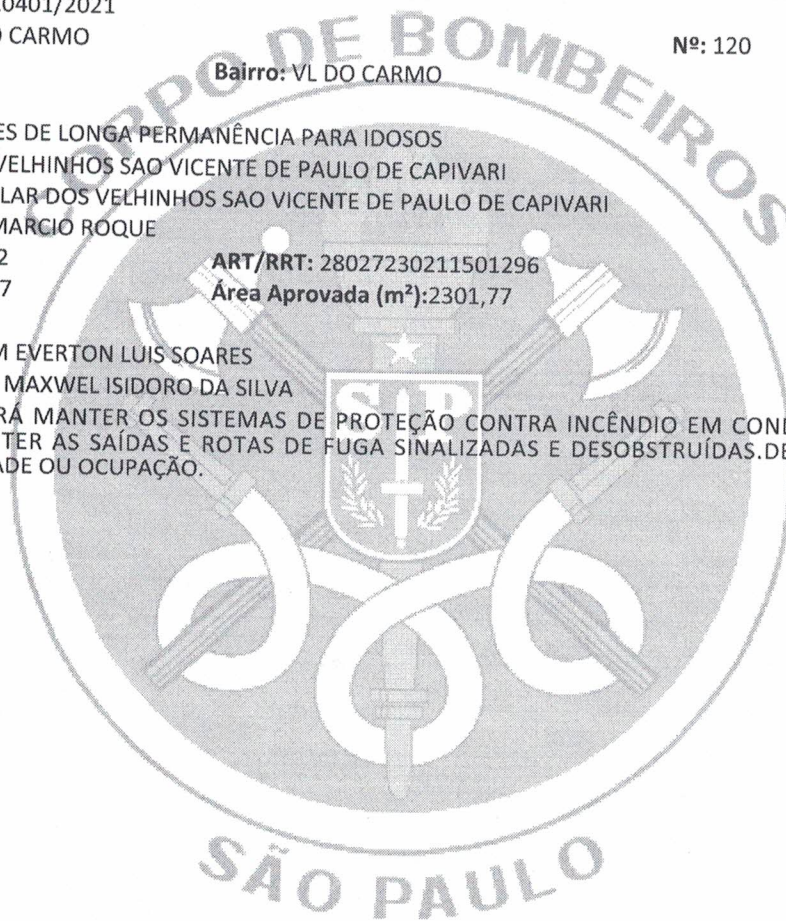 0401/2021
O CARMO
Nº: 120
Bairro: VL DO CARMO
ES DE LONGA PERMANÊNCIA PARA IDOSOS
VELHINHOS SAO VICENTE DE PAULO DE CAPIVARI
LAR DOS VELHINHOS SAO VICENTE DE PAULO DE CAPIVARI
MARCIO ROQUE
2
ART/RRT: 28027230211501296
7
Área Aprovada (m²):2301,77
M EVERTON LUIS SOARES
MAXWEL ISIDORO DA SILVA
RÁ MANTER OS SISTEMAS DE PROTEÇÃO CONTRA INCÊNDIO EM COND
TER AS SAÍDAS E ROTAS DE FUGA SINALIZADAS E DESOBSTRUÍDAS.DE
ADE OU OCUPAÇÃO.
CORPO DE BOMBEIROS
SP
SÃO PAULO